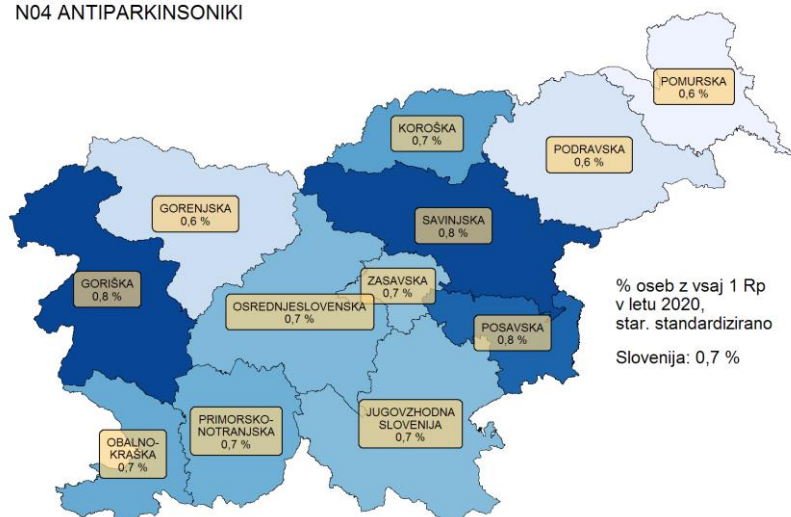 N04 ANTIPARKINSONIKI
POMURSKA
0,6 %
KOROŠKA
0,7 %
PODRAVSKA
0,6 %
GORENJSKA
0,6 %
SAVINJSKA
0,8 %
GORIŠKA
0,8 %
ZASAVSKA
0,7 %
OSREDNJESLOVENSKA
0,7 %
POSAVSKA
0,8 %
% oseb z vsaj 1 Rp
v letu 2020,
star. standardizirano
Slovenija: 0,7 %
PRIMORSKO-
NOTRANJSKA
0,7 %
JUGOVZHODNA
SLOVENIJA
0,7 %
OBALNO-
KRAŠKA
0,7 %